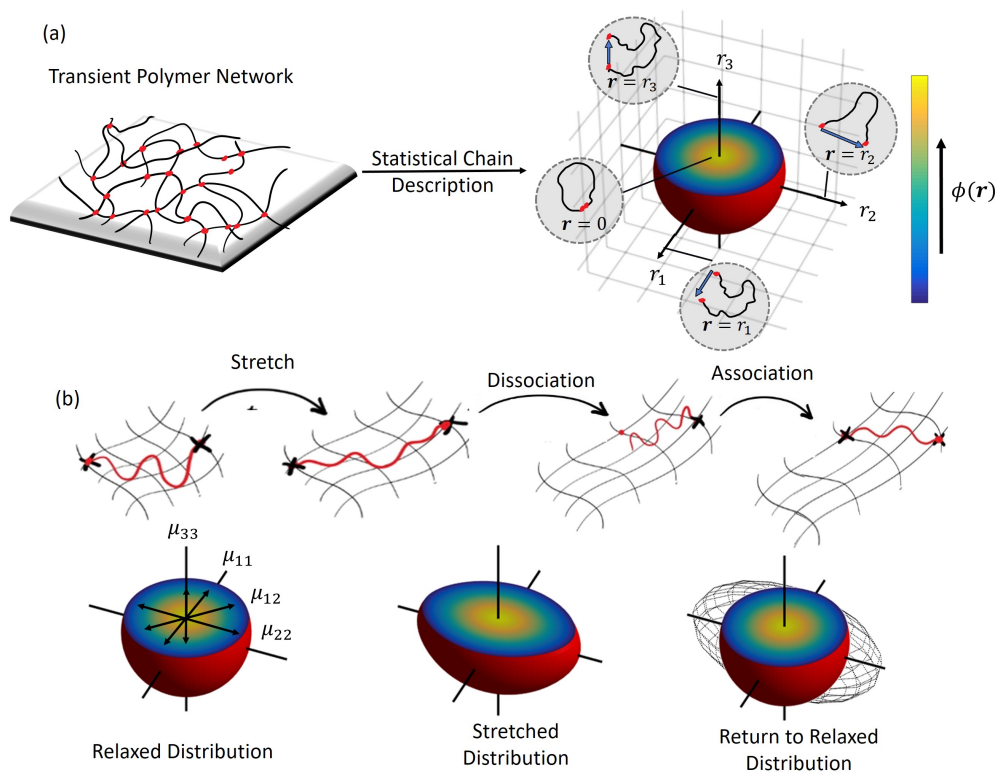 (a)
Transient Polymer Network
Statistical Chain
Description
r = r₃
r₃
r = r₂
r₂
r = 0
r₁
r = r₁
ϕ(r)
(b)
Stretch
Dissociation
Association
μ₃₃
μ₁₁
μ₁₂
μ₂₂
Relaxed Distribution
Stretched
Distribution
Return to Relaxed
Distribution